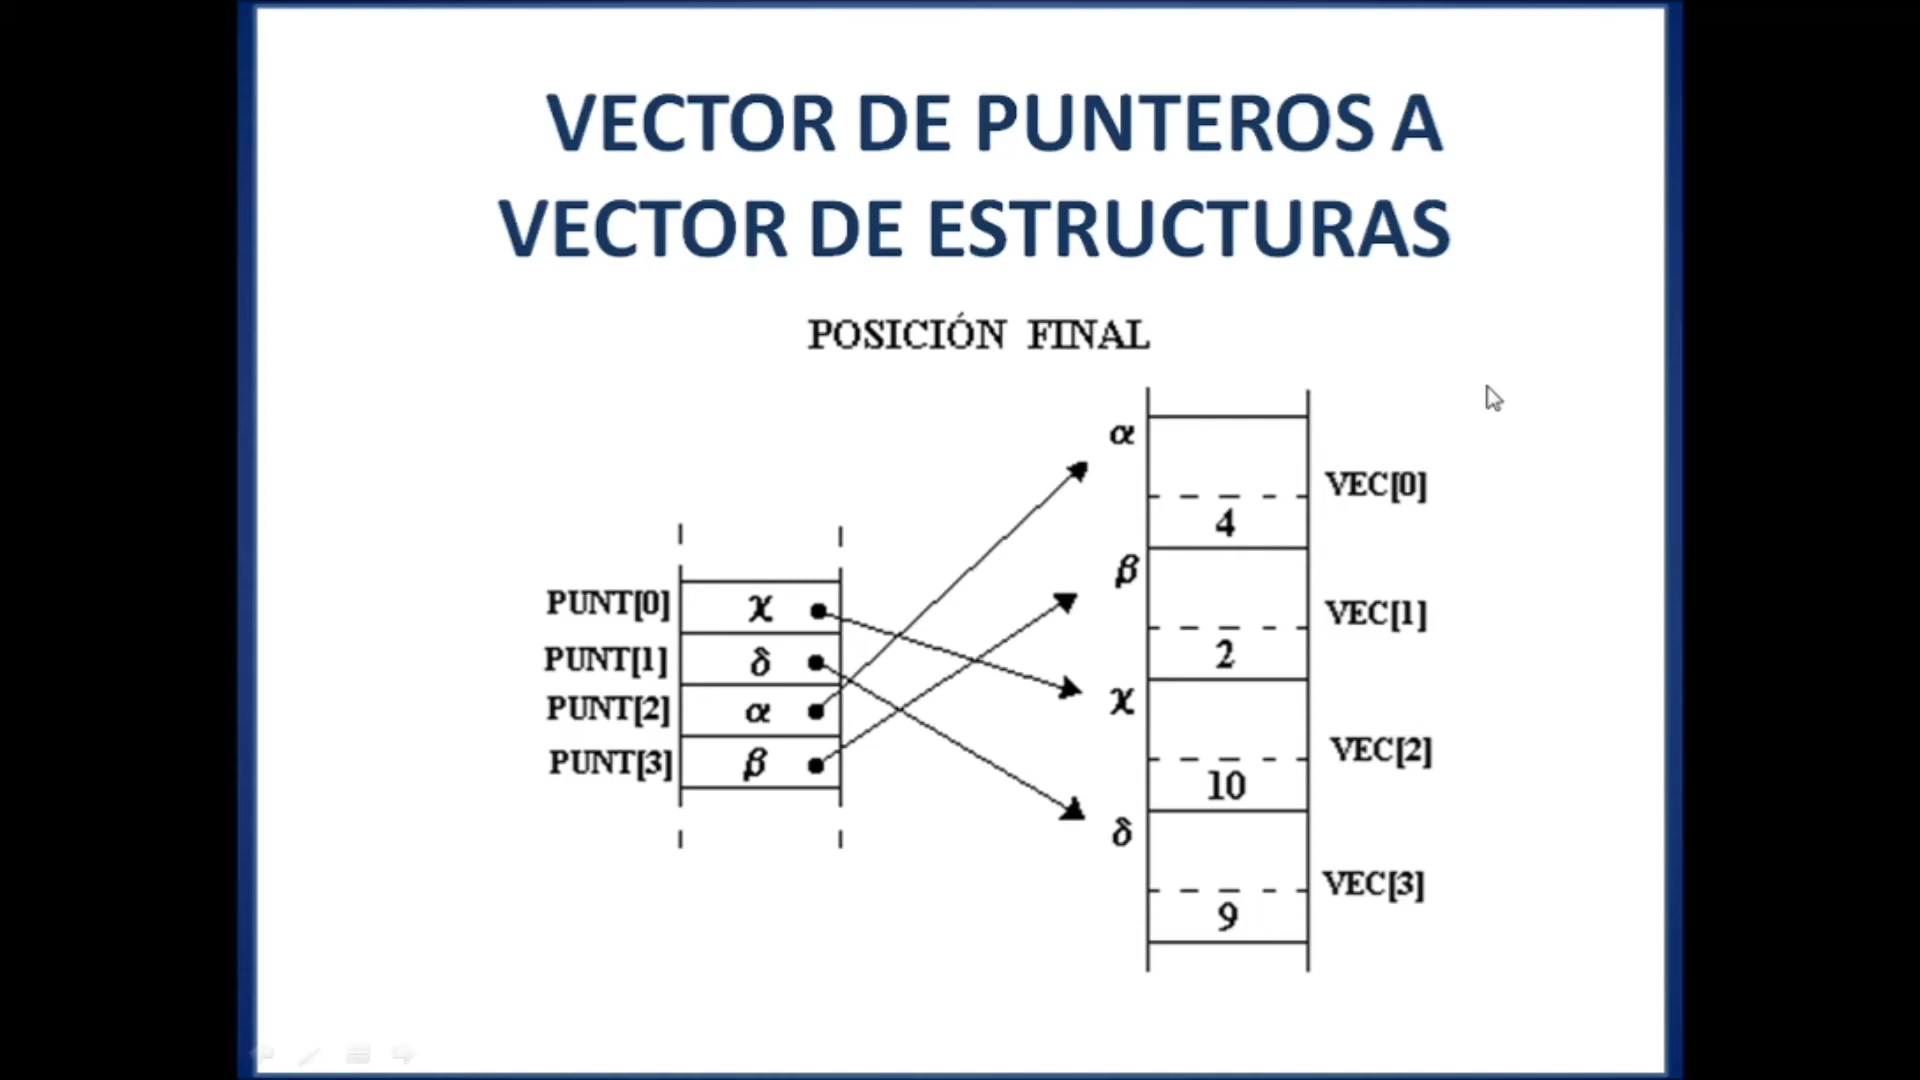 VECTOR DE PUNTEROS A
VECTOR DE ESTRUCTURAS
POSICIÓN FINAL
PUNT[0] χ
PUNT[1] δ
PUNT[2] α
PUNT[3] β
α
VEC[0]
4
β
VEC[1]
2
χ
VEC[2]
10
δ
VEC[3]
9